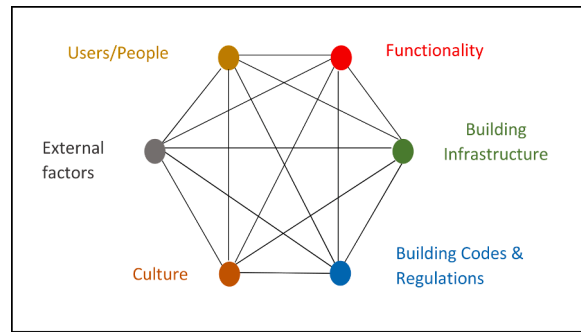 Users/People
Functionality
External
factors
Building
Infrastructure
Culture
Building Codes &
Regulations